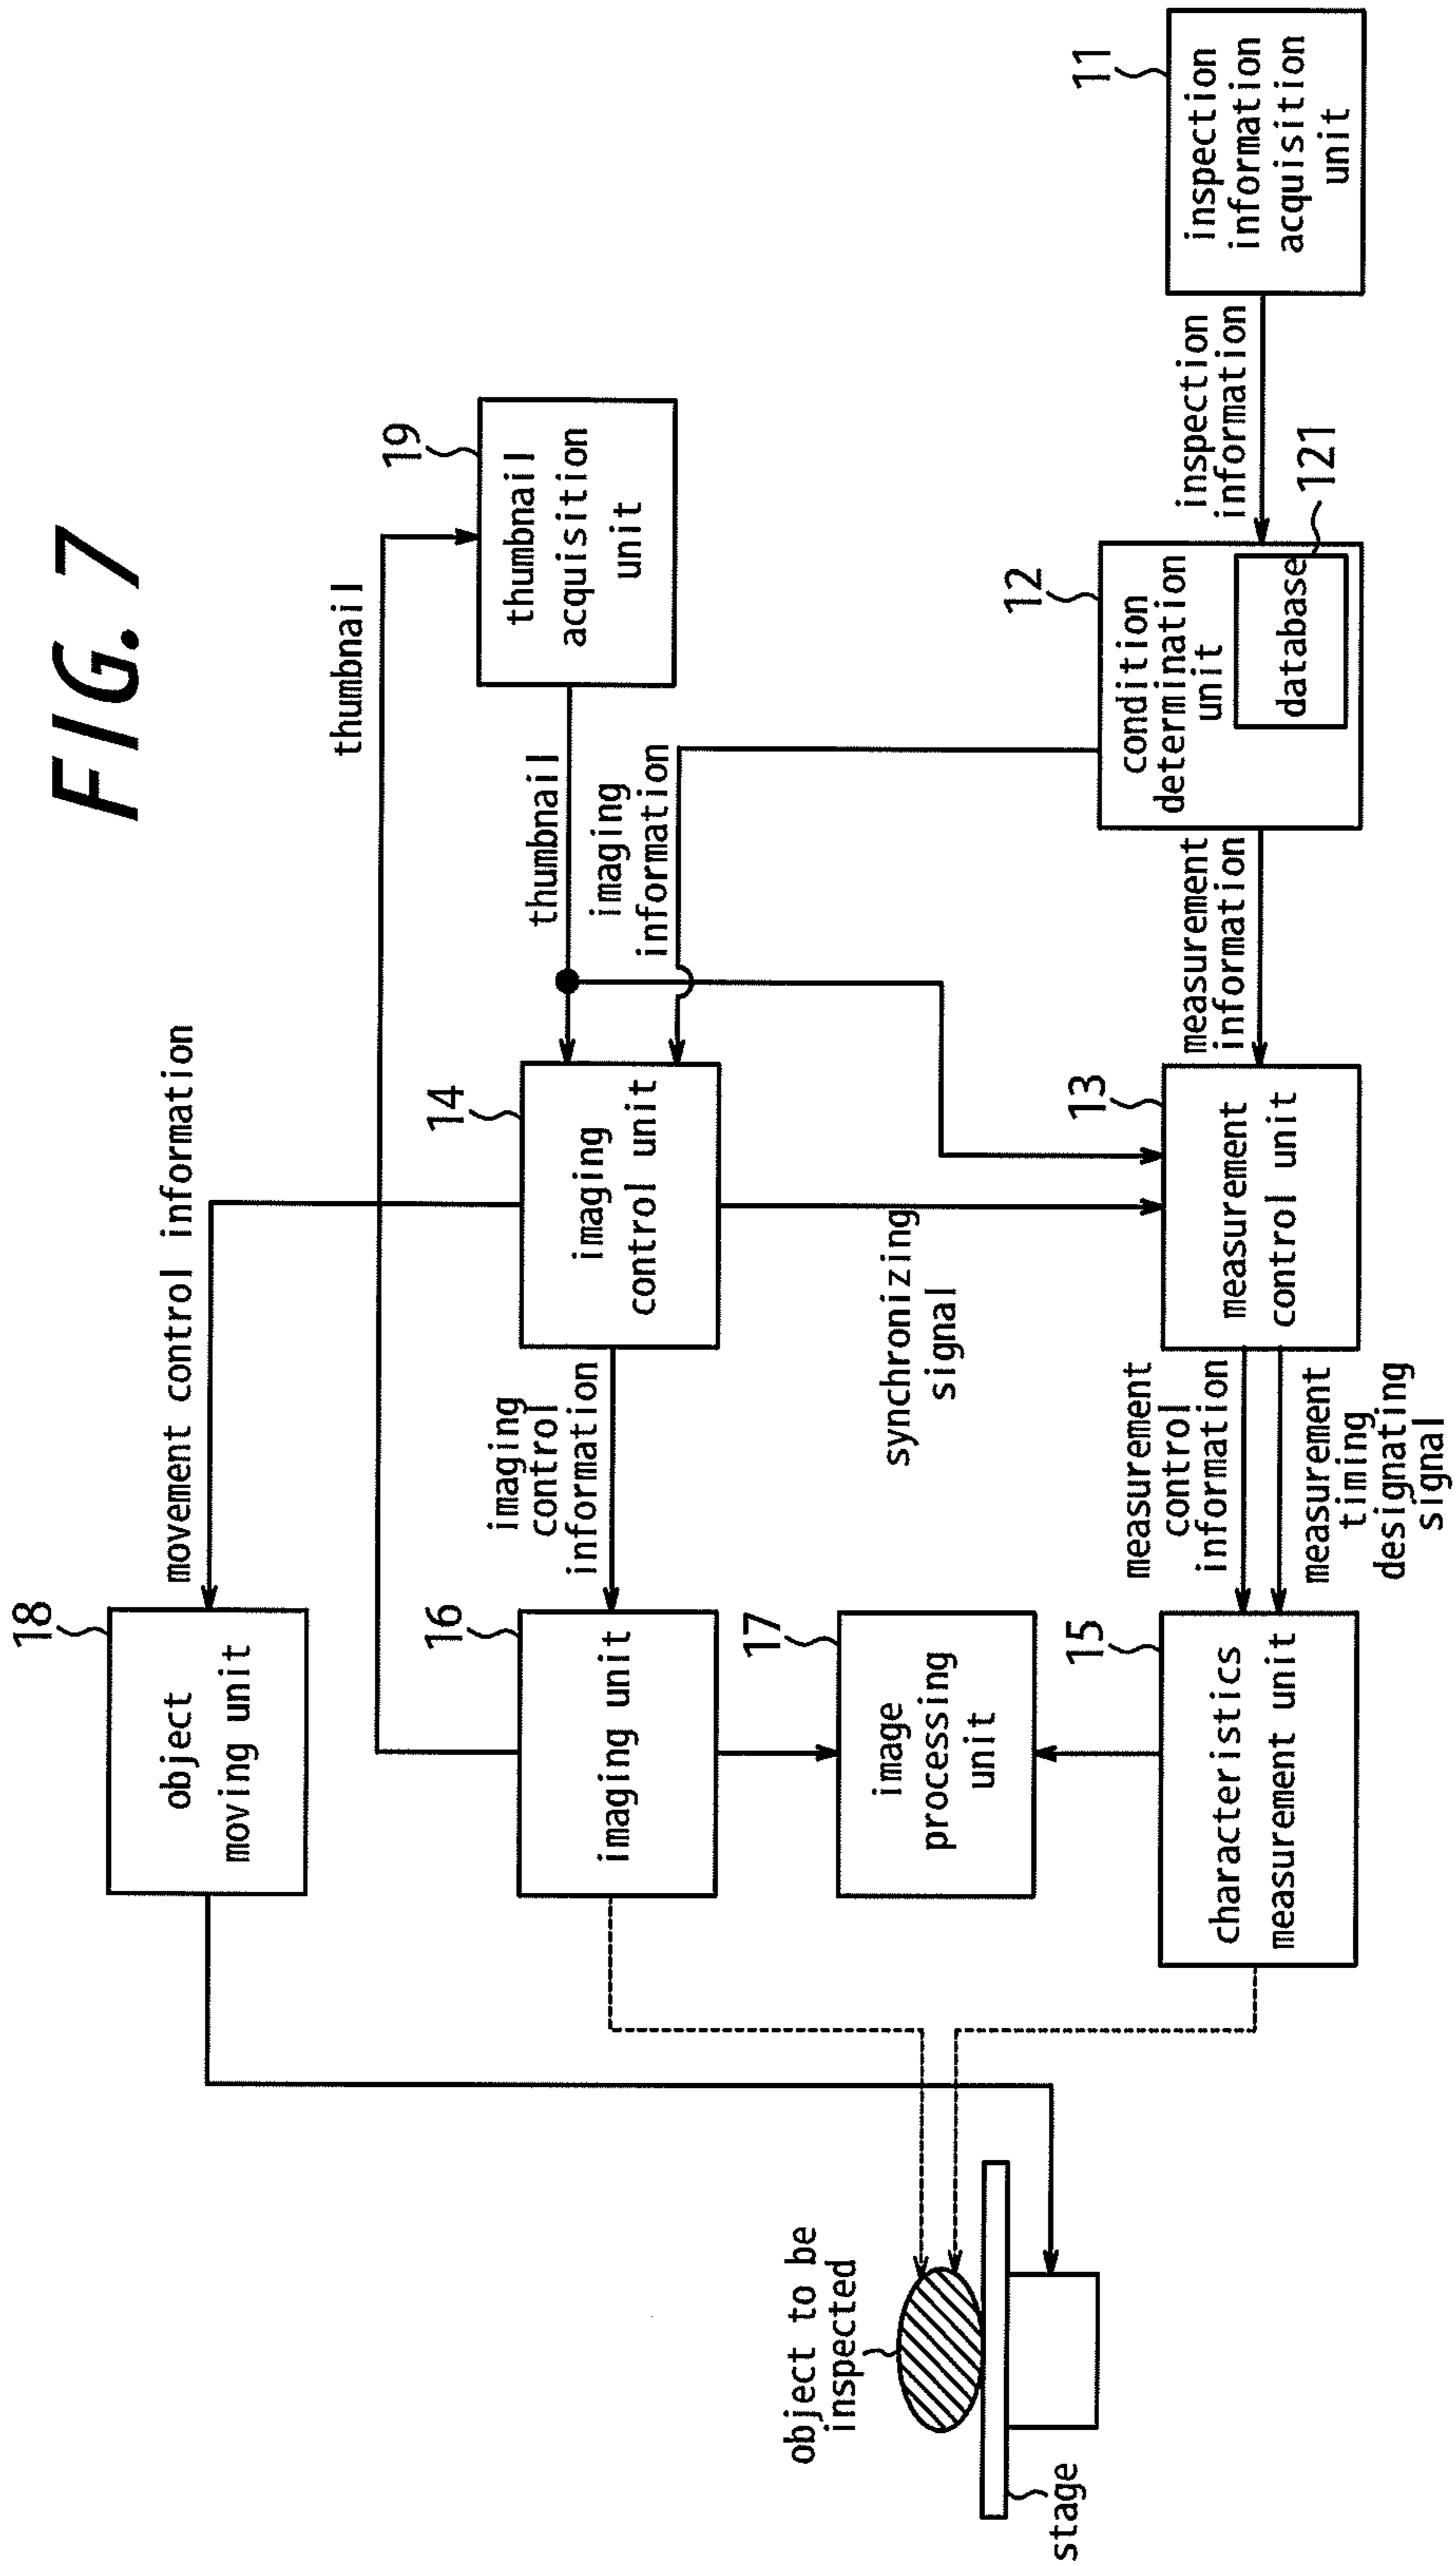 FIG. 7
movement control information
18
object
moving unit
thumbnail
19
thumbnail
acquisition
unit
thumbnail
imaging
information
14
imaging
control unit
imaging
control
information
16
imaging unit
17
image
processing
unit
synchronizing
signal
11
inspection
information
acquisition
unit
inspection
information
12
condition
determination
unit
database
121
measurement
information
13
measurement
control unit
measurement
control
information
measurement
timing
designating
signal
15
characteristics
measurement unit
object to be
inspected
stage